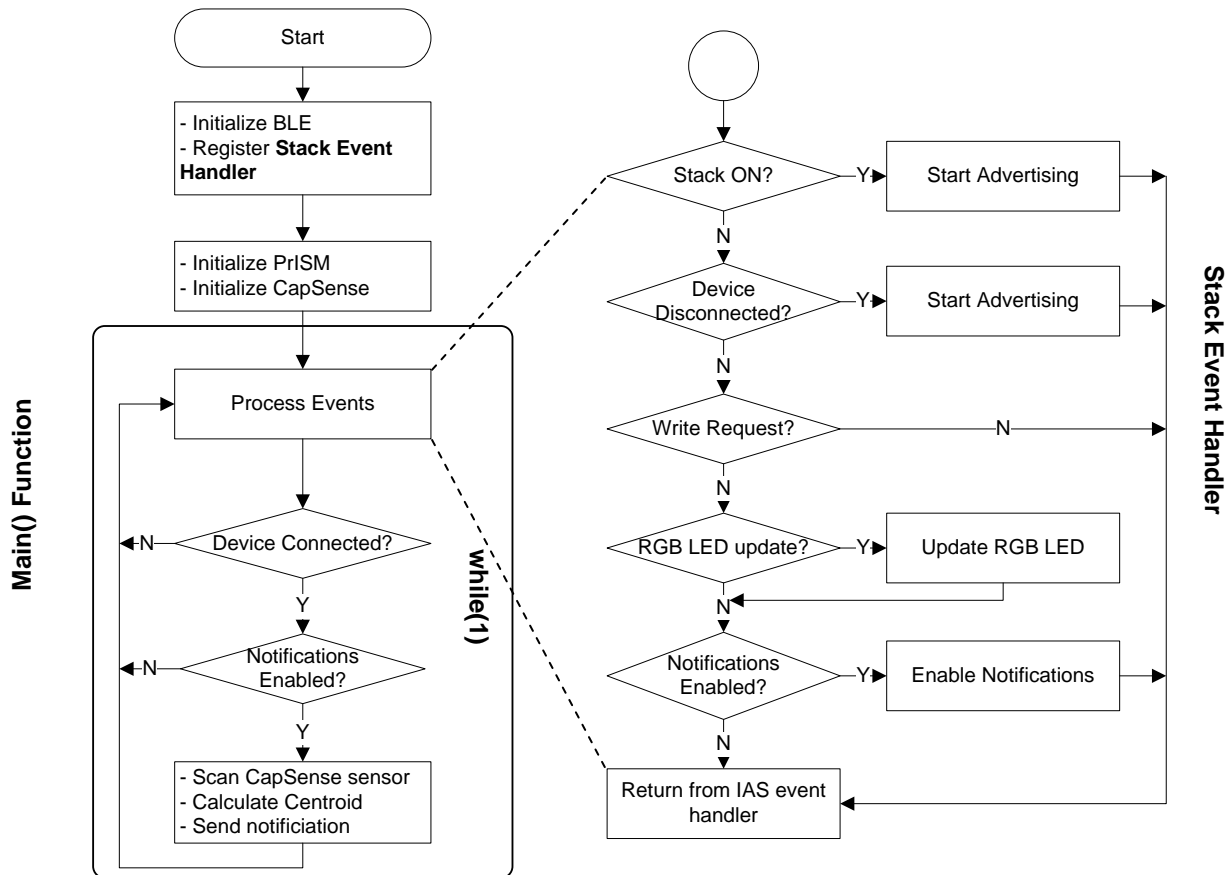 Start
- Initialize BLE
- Register Stack Event
Handler
- Initialize PrISM
- Initialize CapSense
Process Events
Device Connected?
N
Y
Notifications
Enabled?
N
Y
- Scan CapSense sensor
- Calculate Centroid
- Send notificiation
Main() Function
while(1)
Stack ON?
Y
Start Advertising
N
Device
Disconnected?
Y
Start Advertising
N
Write Request?
N
N
RGB LED update?
Y
Update RGB LED
N
Notifications
Enabled?
Y
Enable Notifications
N
Return from IAS event
handler
Stack Event Handler